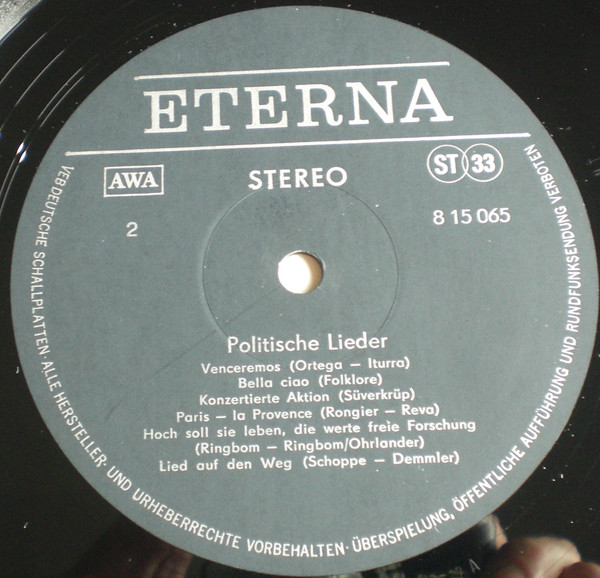 ETERNA
AWA
STEREO
ST 33
2
8 15 065
Politische Lieder
Venceremos (Ortega – Iturra)
Bella ciao (Folklore)
Konzertierte Aktion (Süverkrüp)
Paris – la Provence (Rongier – Reva)
Hoch soll sie leben, die werte freie Forschung
(Ringbom – Ringbom/Ohrlander)
Lied auf den Weg (Schoppe – Demmler)
VEB DEUTSCHE SCHALLPLATTEN · ALLE HERSTELLER- UND URHEBERRECHTE VORBEHALTEN · ÜBERSPIELUNG, ÖFFENTLICHE AUFFÜHRUNG UND RUNDFUNKSENDUNG VERBOTEN